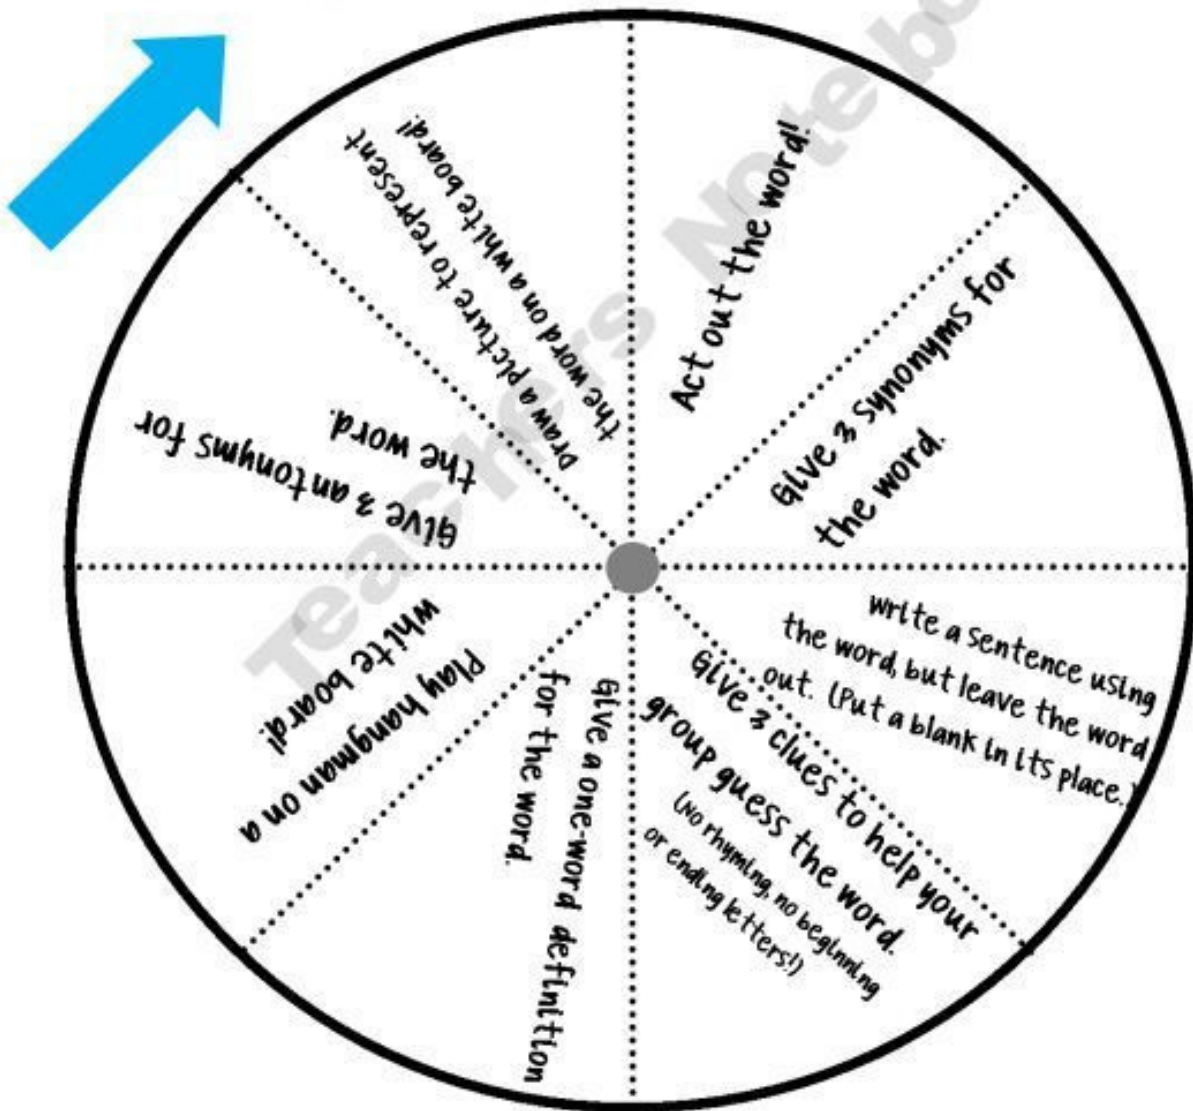 Act out the word!
Give 3 synonyms for
the word.
write a sentence using
the word, but leave the word
out. (Put a blank in its place.)
Give 3 clues to help your
group guess the word.
(No rhyming, no beginning
or ending letters!)
Give a one-word definition
for the word.
Play hangman on a
white board!
Give 3 antonyms for
the word.
Draw a picture to represent
the word on a white board!
Teachers Notebo